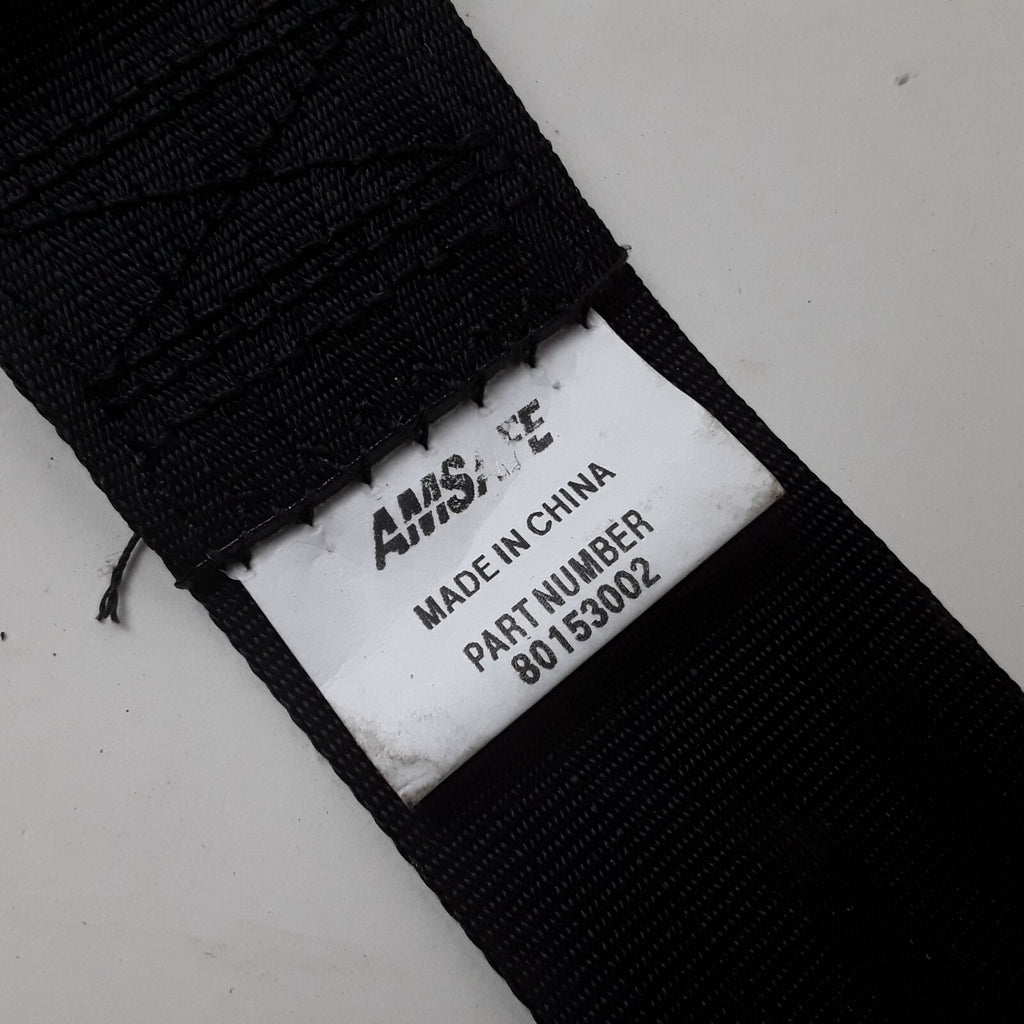 AMSAFE
MADE IN CHINA
PART NUMBER
80153002